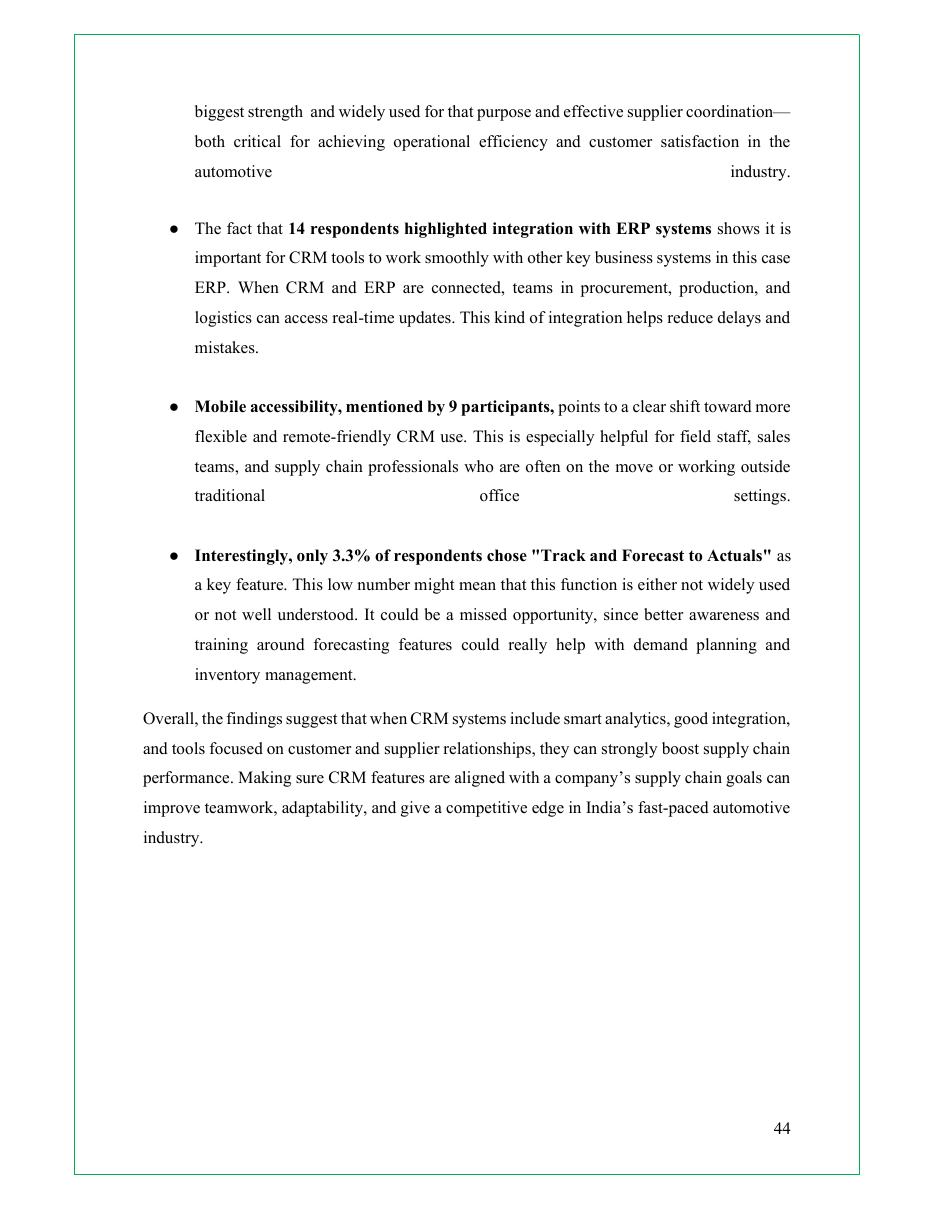 biggest strength  and widely used for that purpose and effective supplier coordination—
both critical for achieving operational efficiency and customer satisfaction in the
automotive industry.
● The fact that 14 respondents highlighted integration with ERP systems shows it is
important for CRM tools to work smoothly with other key business systems in this case
ERP. When CRM and ERP are connected, teams in procurement, production, and
logistics can access real-time updates. This kind of integration helps reduce delays and
mistakes.
● Mobile accessibility, mentioned by 9 participants, points to a clear shift toward more
flexible and remote-friendly CRM use. This is especially helpful for field staff, sales
teams, and supply chain professionals who are often on the move or working outside
traditional office settings.
● Interestingly, only 3.3% of respondents chose "Track and Forecast to Actuals" as
a key feature. This low number might mean that this function is either not widely used
or not well understood. It could be a missed opportunity, since better awareness and
training around forecasting features could really help with demand planning and
inventory management.
Overall, the findings suggest that when CRM systems include smart analytics, good integration,
and tools focused on customer and supplier relationships, they can strongly boost supply chain
performance. Making sure CRM features are aligned with a company’s supply chain goals can
improve teamwork, adaptability, and give a competitive edge in India’s fast-paced automotive
industry.
44